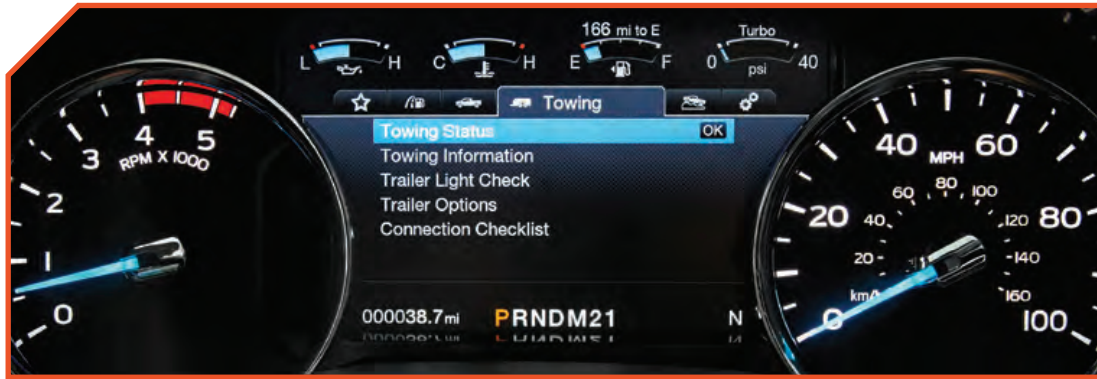 166 mi to E
Turbo
L H
C H
E F
0 psi 40
Towing
Towing Status OK
Towing Information
Trailer Light Check
Trailer Options
Connection Checklist
000038.7mi PRNDM21 N
0 1 2 3 4 5
RPM X 1000
0 20 40 60 80 100
MPH
20 40 60 80 100 120 140 160
km/h